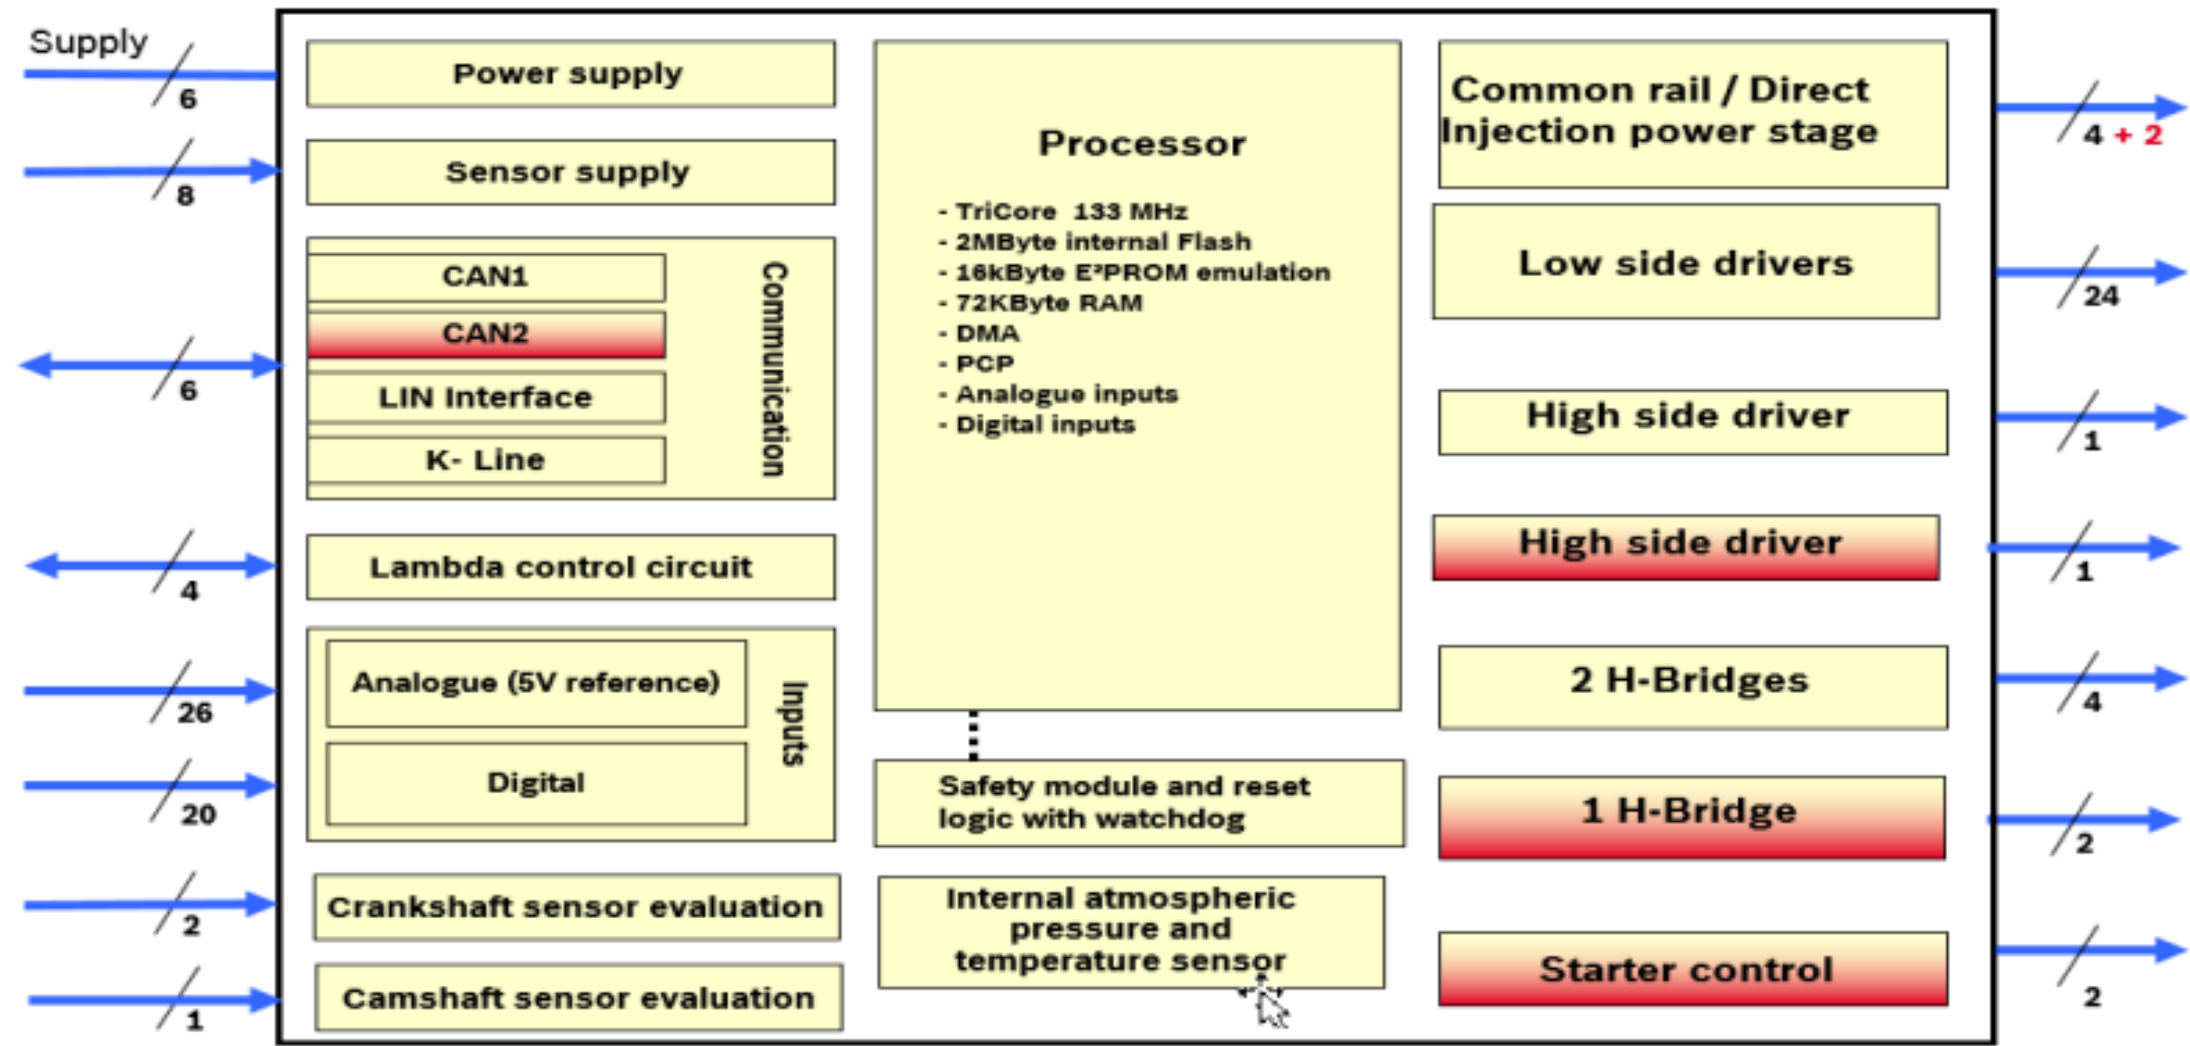 Supply
6
8
6
4
26
20
2
1
Power supply
Sensor supply
CAN1
CAN2
LIN Interface
K- Line
Communication
Lambda control circuit
Analogue (5V reference)
Digital
Inputs
Crankshaft sensor evaluation
Camshaft sensor evaluation
Processor
- TriCore 133 MHz
- 2MByte internal Flash
- 16kByte E²PROM emulation
- 72KByte RAM
- DMA
- PCP
- Analogue inputs
- Digital inputs
Safety module and reset
logic with watchdog
Internal atmospheric
pressure and
temperature sensor
Common rail / Direct
Injection power stage
Low side drivers
High side driver
High side driver
2 H-Bridges
1 H-Bridge
Starter control
4 + 2
24
1
1
4
2
2